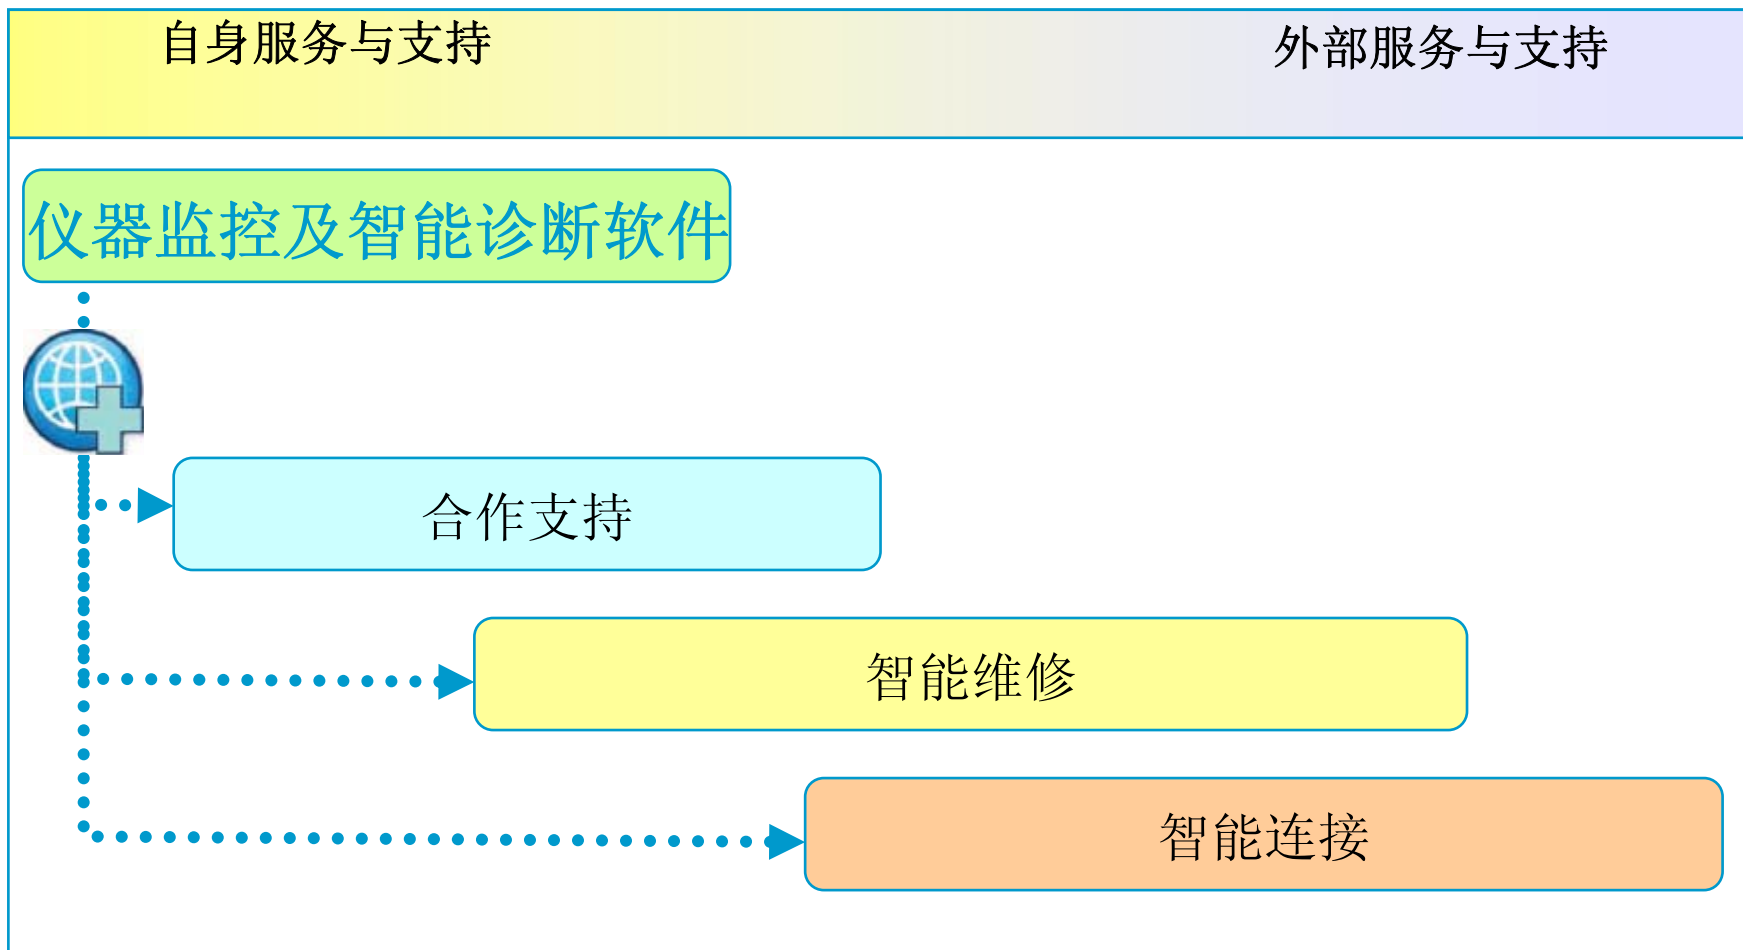 自身服务与支持
外部服务与支持
仪器监控及智能诊断软件
合作支持
智能维修
智能连接